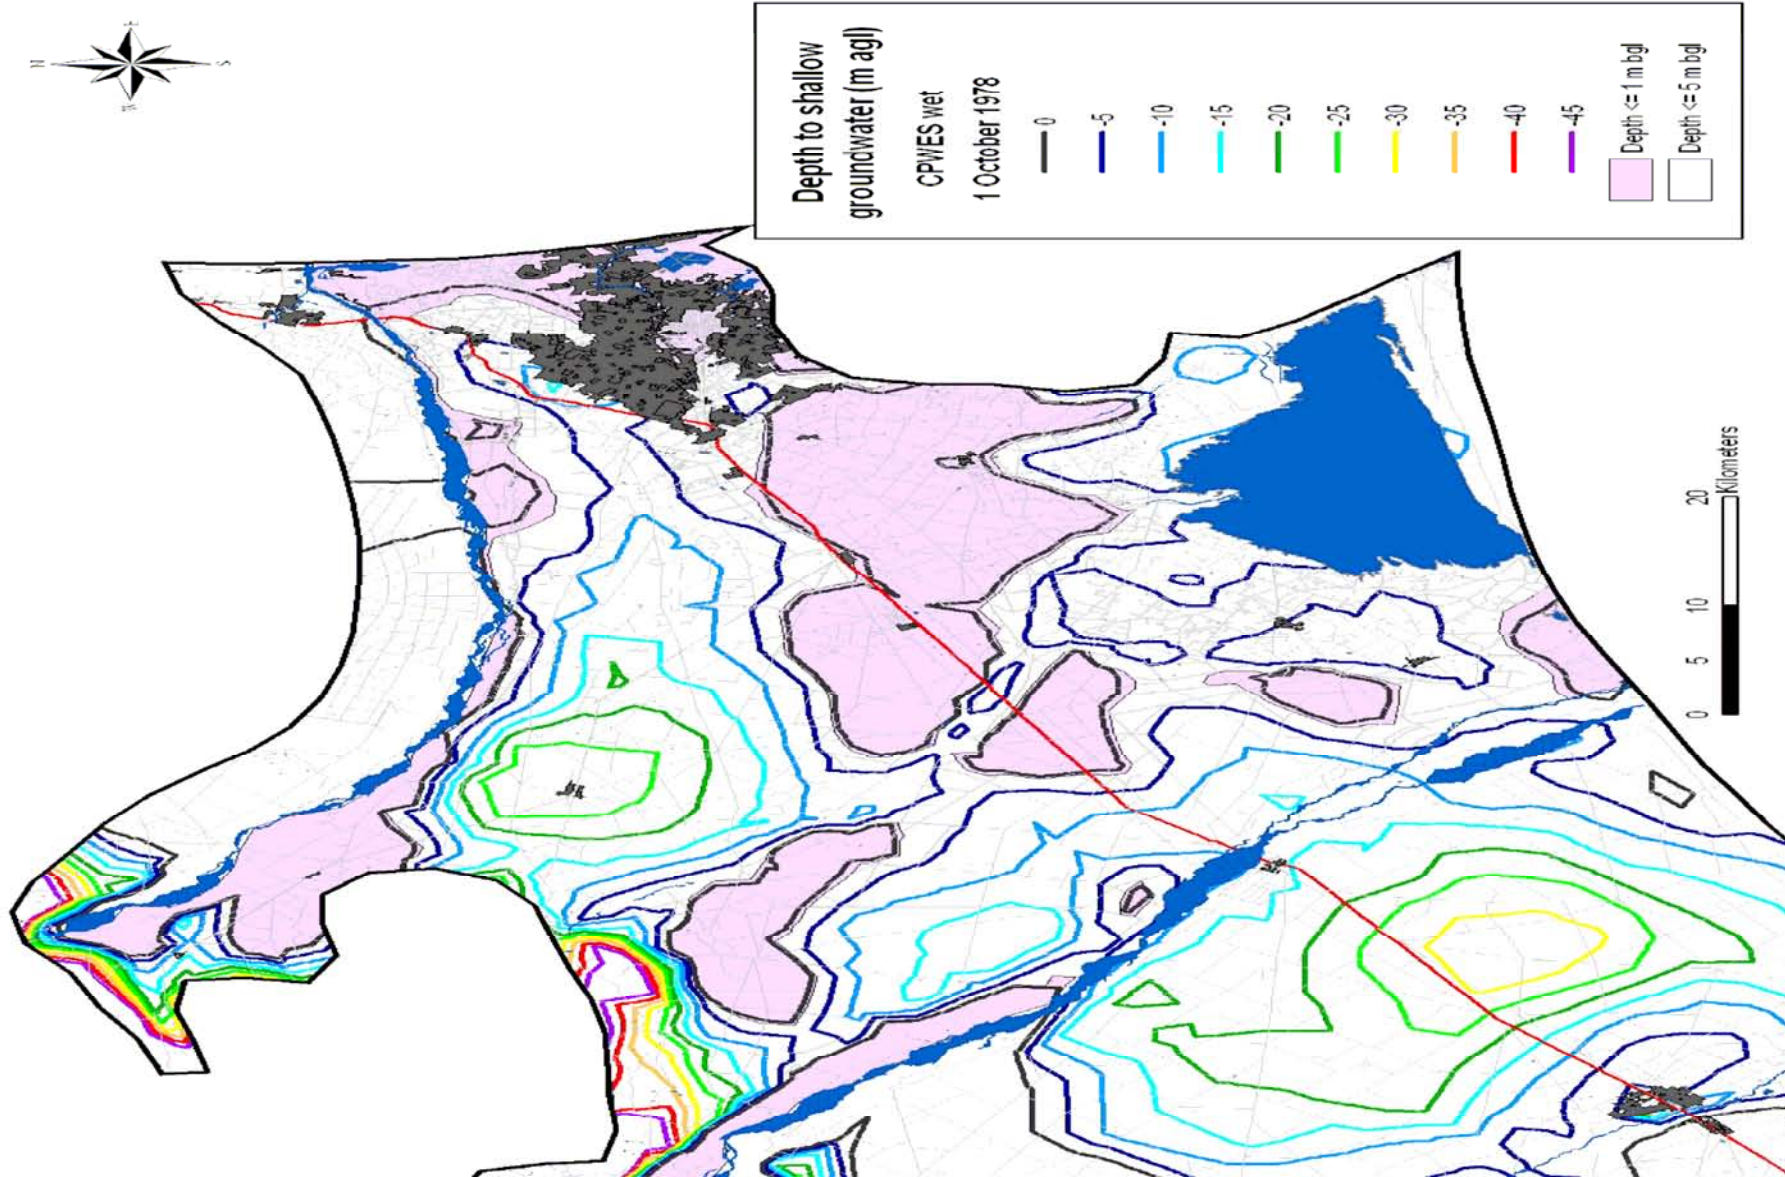 N
E
W
S
Depth to shallow
groundwater (m agl)
CPWES wet
1 October 1978
0
-5
-10
-15
-20
-25
-30
-35
-40
-45
Depth <= 1 m bgl
Depth <= 5 m bgl
0 5 10 20
Kilometers